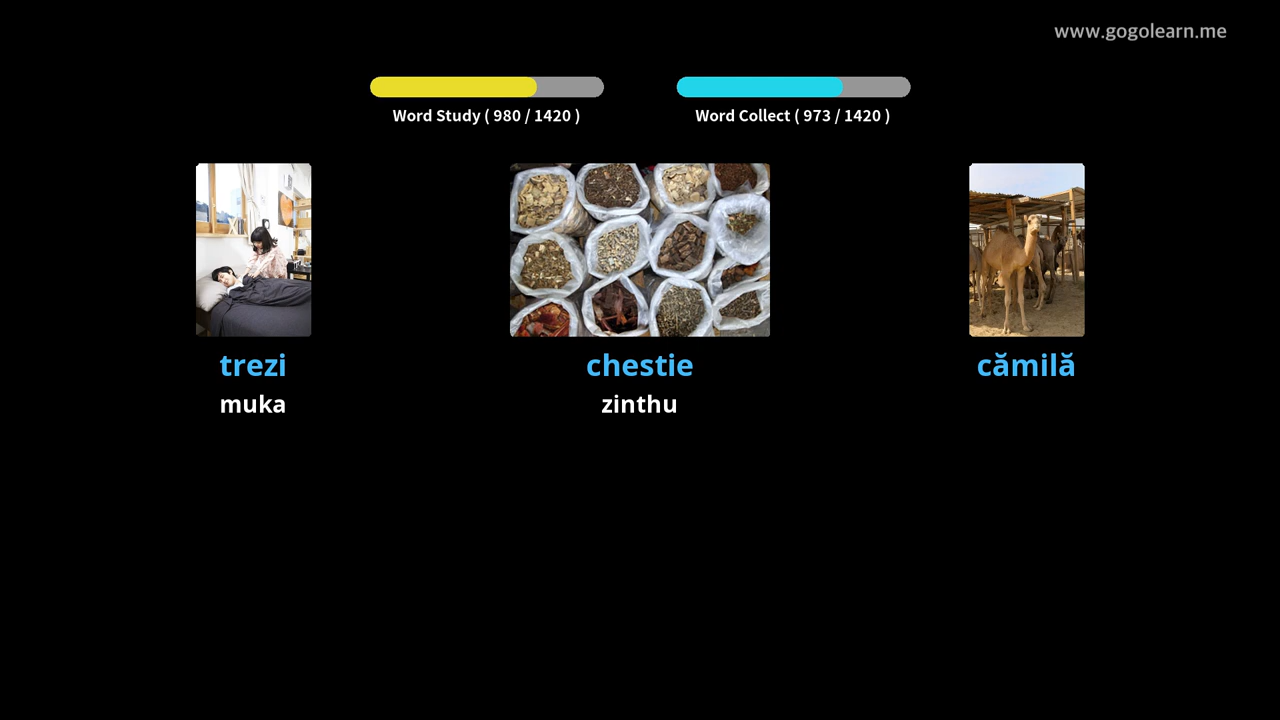 www.gogolearn.me
Word Study ( 980 / 1420 )
Word Collect ( 973 / 1420 )
trezi
muka
chestie
zinthu
cămilă